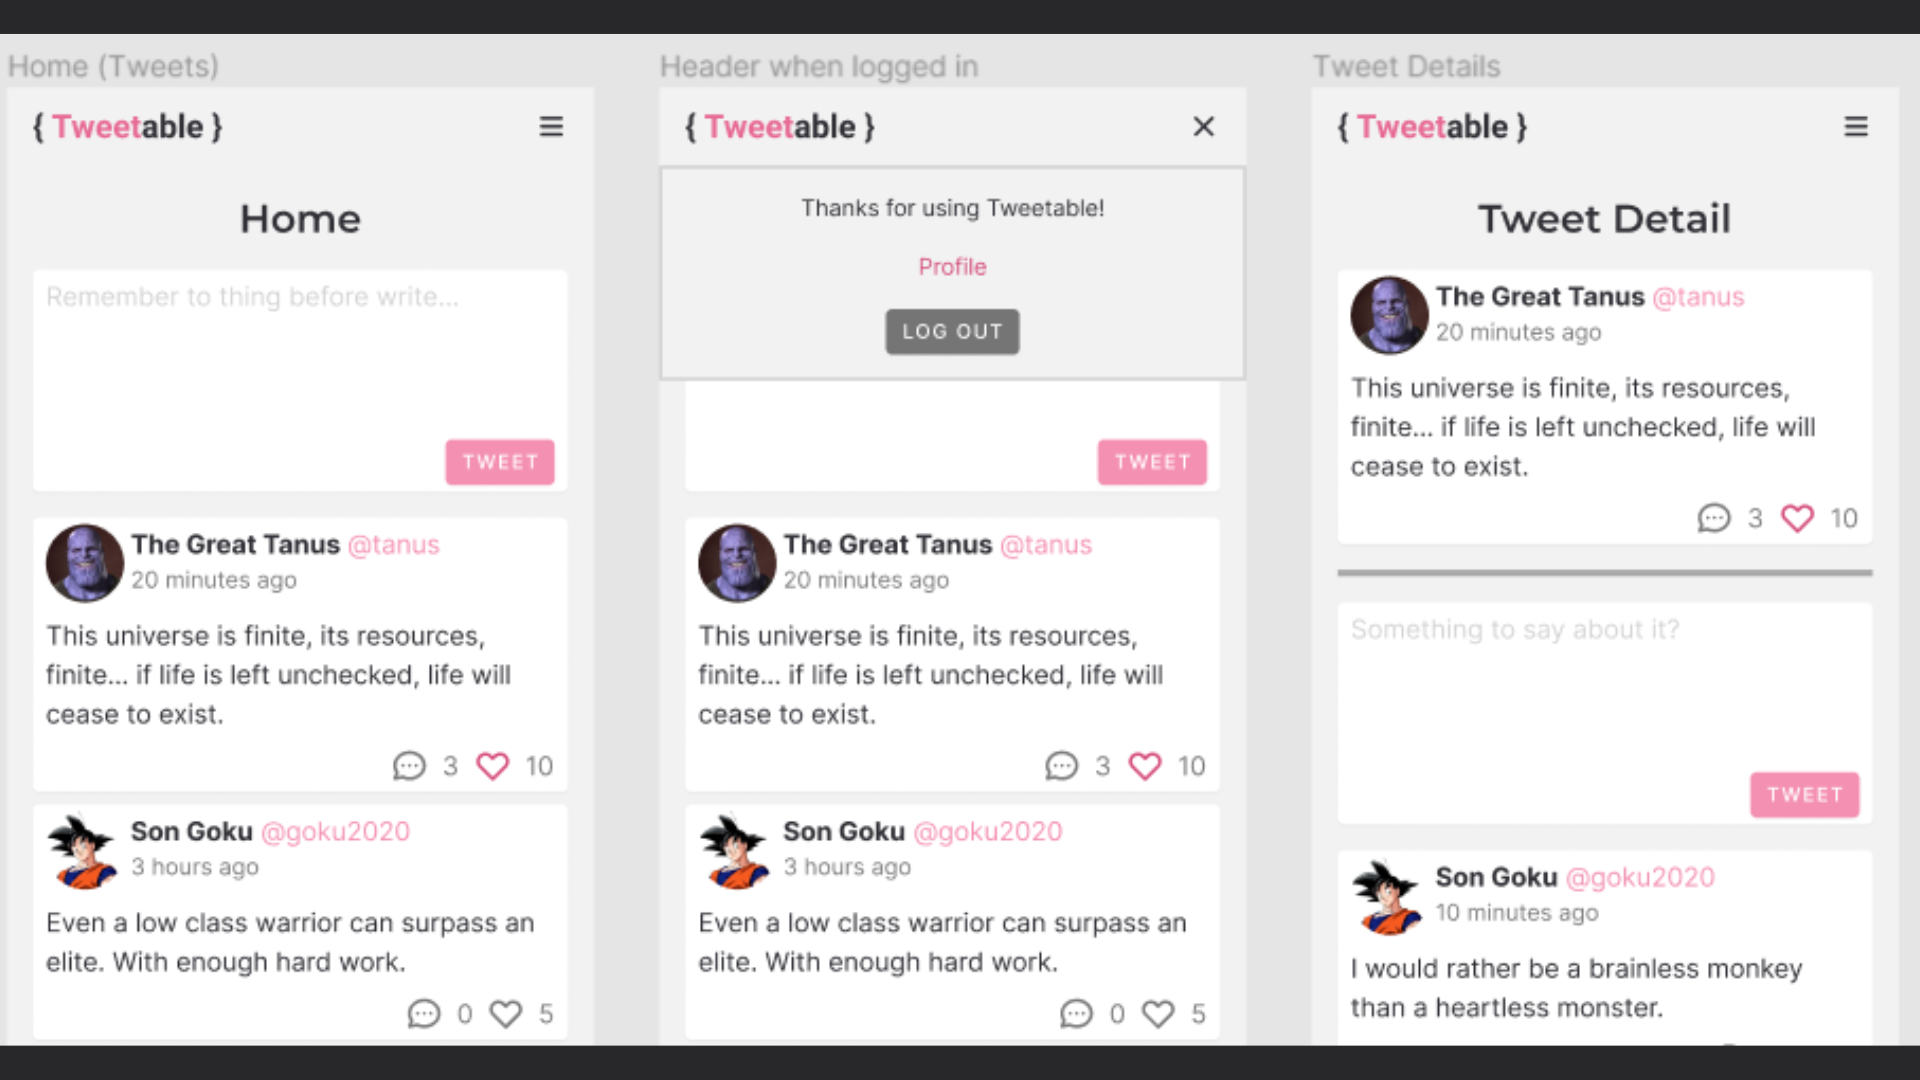 Home (Tweets)
{ Tweetable }
Home
Remember to thing before write...
TWEET
The Great Tanus @tanus
20 minutes ago
This universe is finite, its resources,
finite... if life is left unchecked, life will
cease to exist.
3 10
Son Goku @goku2020
3 hours ago
Even a low class warrior can surpass an
elite. With enough hard work.
0 5
Header when logged in
{ Tweetable }
Thanks for using Tweetable!
Profile
LOG OUT
TWEET
The Great Tanus @tanus
20 minutes ago
This universe is finite, its resources,
finite... if life is left unchecked, life will
cease to exist.
3 10
Son Goku @goku2020
3 hours ago
Even a low class warrior can surpass an
elite. With enough hard work.
0 5
Tweet Details
{ Tweetable }
Tweet Detail
The Great Tanus @tanus
20 minutes ago
This universe is finite, its resources,
finite... if life is left unchecked, life will
cease to exist.
3 10
Something to say about it?
TWEET
Son Goku @goku2020
10 minutes ago
I would rather be a brainless monkey
than a heartless monster.